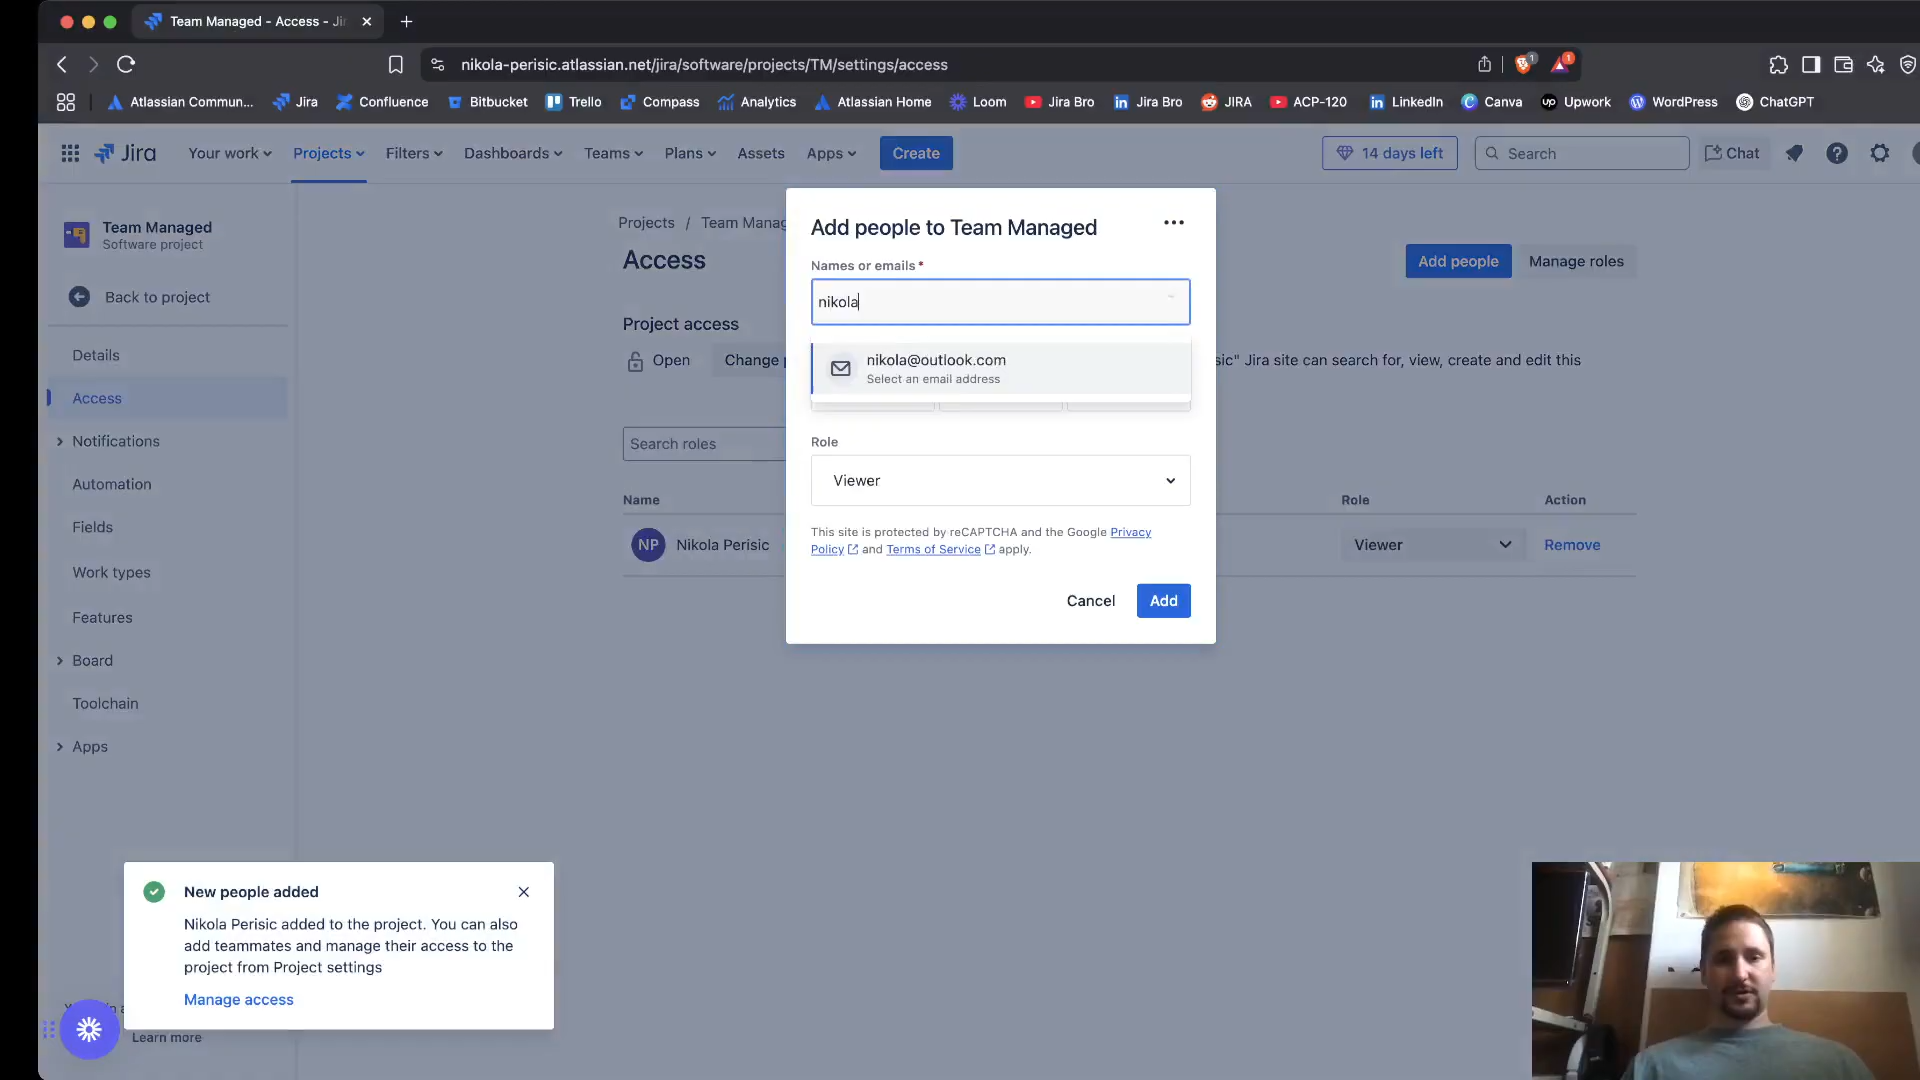 Team Managed - Access - Ji
nikola-perisic.atlassian.net/jira/software/projects/TM/settings/access
1
1
Atlassian Commun...
Jira
Confluence
Bitbucket
Trello
Compass
Analytics
Atlassian Home
Loom
Jira Bro
Jira Bro
JIRA
ACP-120
LinkedIn
Canva
Upwork
WordPress
ChatGPT
Jira
Your work
Projects
Filters
Dashboards
Teams
Plans
Assets
Apps
Create
14 days left
Search
Chat
Team Managed
Software project
Back to project
Details
Access
Notifications
Automation
Fields
Work types
Features
Board
Toolchain
Apps
Learn more
Projects / Team Manag
Access
Add people
Manage roles
Project access
Open
Change p
sic" Jira site can search for, view, create and edit this
Search roles
Name
Role
Action
NP
Nikola Perisic
Viewer
Remove
Add people to Team Managed
Names or emails *
nikola
nikola@outlook.com
Select an email address
Role
Viewer
This site is protected by reCAPTCHA and the Google Privacy
Policy and Terms of Service apply.
Cancel
Add
New people added
Nikola Perisic added to the project. You can also
add teammates and manage their access to the
project from Project settings
Manage access